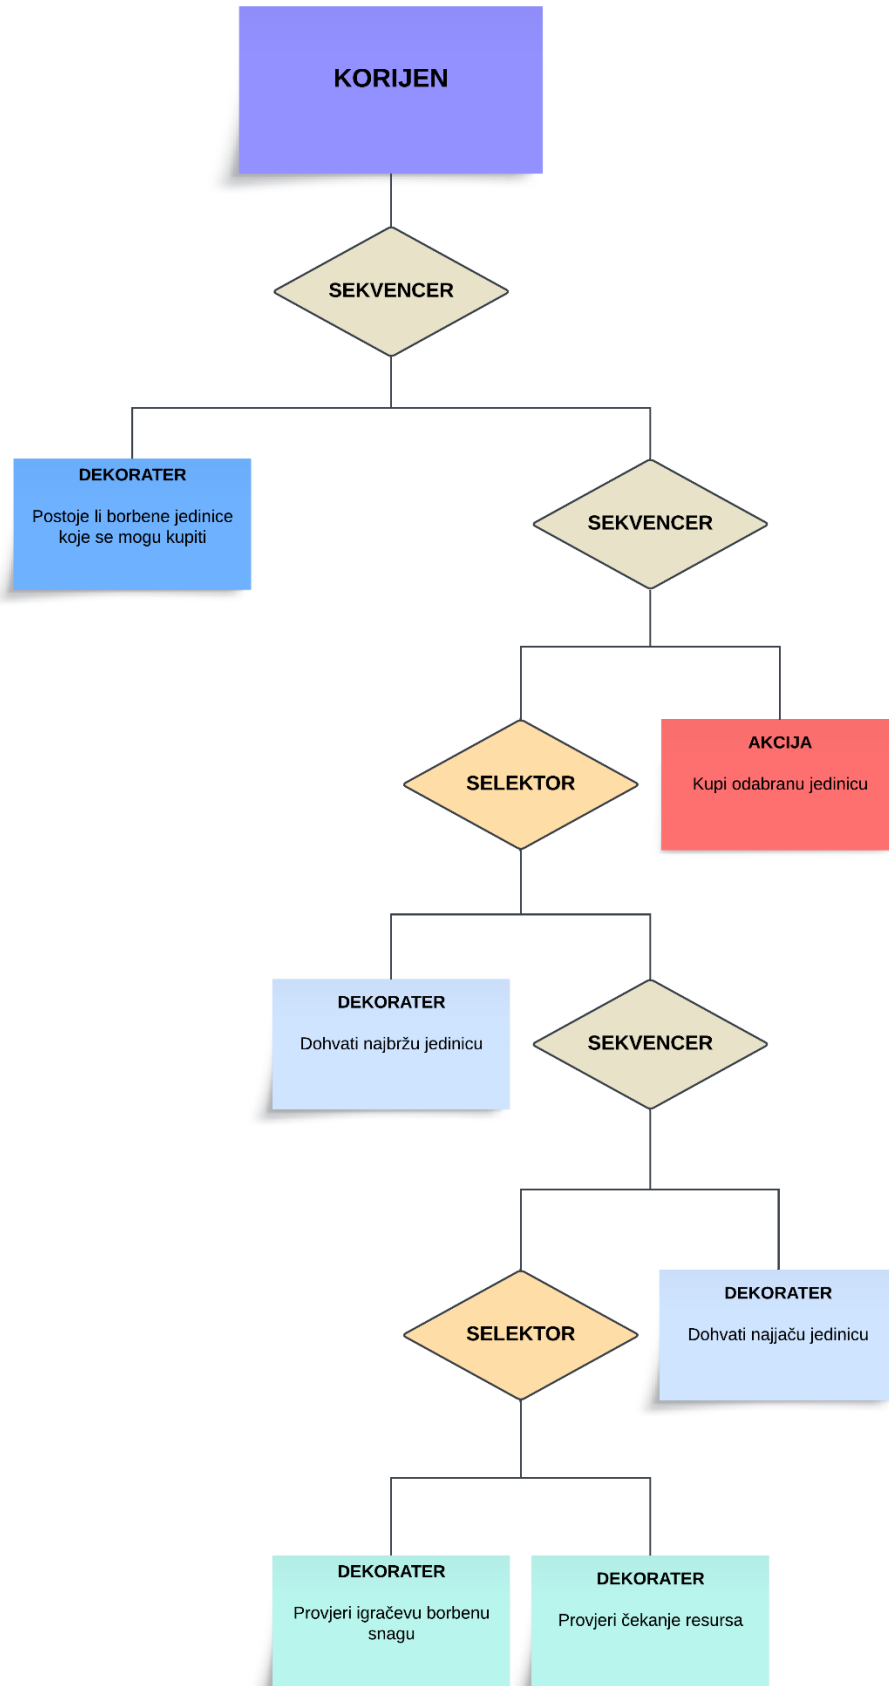 KORIJEN
SEKVENCER
DEKORATER
Postoje li borbene jedinice
koje se mogu kupiti
SEKVENCER
SELEKTOR
AKCIJA
Kupi odabranu jedinicu
DEKORATER
Dohvati najbržu jedinicu
SEKVENCER
SELEKTOR
DEKORATER
Dohvati najjaču jedinicu
DEKORATER
Provjeri igračevu borbenu
snagu
DEKORATER
Provjeri čekanje resursa